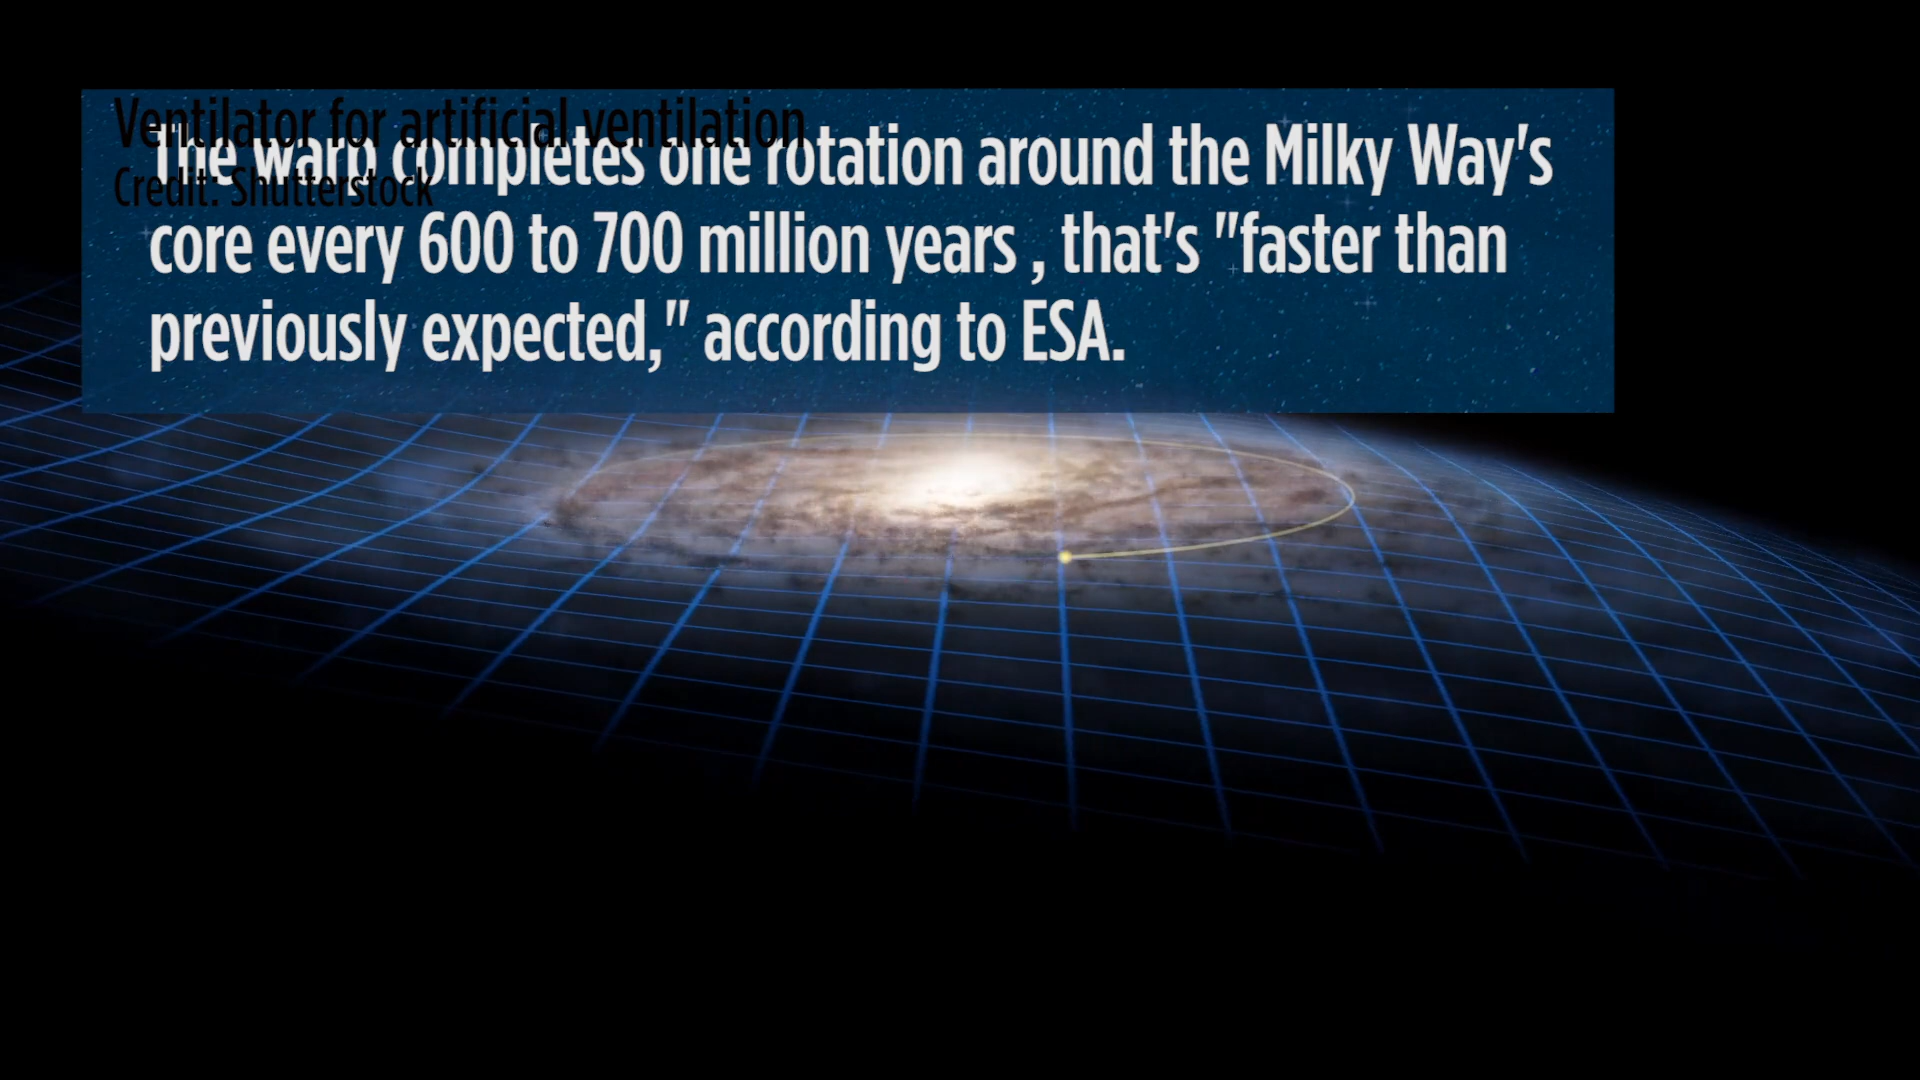 Ventilator for artificial ventilation
The warp completes one rotation around the Milky Way's
Credit: Shutterstock
core every 600 to 700 million years , that's "faster than
previously expected," according to ESA.